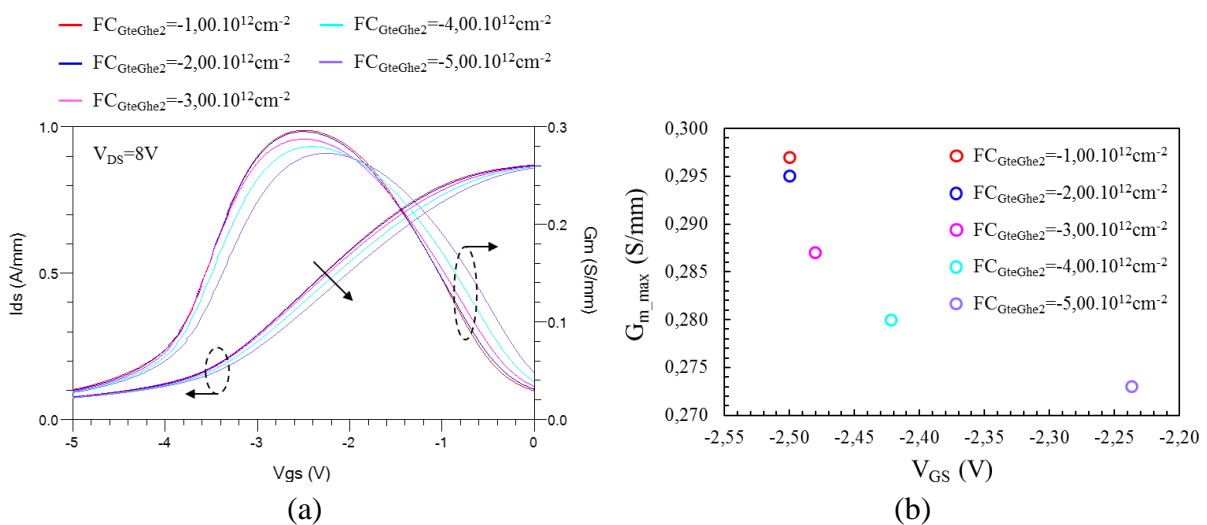 FC_GteGhe2=-1,00.10^12cm^-2
FC_GteGhe2=-4,00.10^12cm^-2
FC_GteGhe2=-2,00.10^12cm^-2
FC_GteGhe2=-5,00.10^12cm^-2
FC_GteGhe2=-3,00.10^12cm^-2
V_DS=8V
1.0
0.5
0.0
Ids (A/mm)
0.3
0.2
0.1
0.0
Gm (S/mm)
-5 -4 -3 -2 -1 0
Vgs (V)
(a)
G_m_max (S/mm)
0,300
0,295
0,290
0,285
0,280
0,275
0,270
FC_GteGhe2=-1,00.10^12cm^-2
FC_GteGhe2=-2,00.10^12cm^-2
FC_GteGhe2=-3,00.10^12cm^-2
FC_GteGhe2=-4,00.10^12cm^-2
FC_GteGhe2=-5,00.10^12cm^-2
-2,55 -2,50 -2,45 -2,40 -2,35 -2,30 -2,25 -2,20
V_GS (V)
(b)